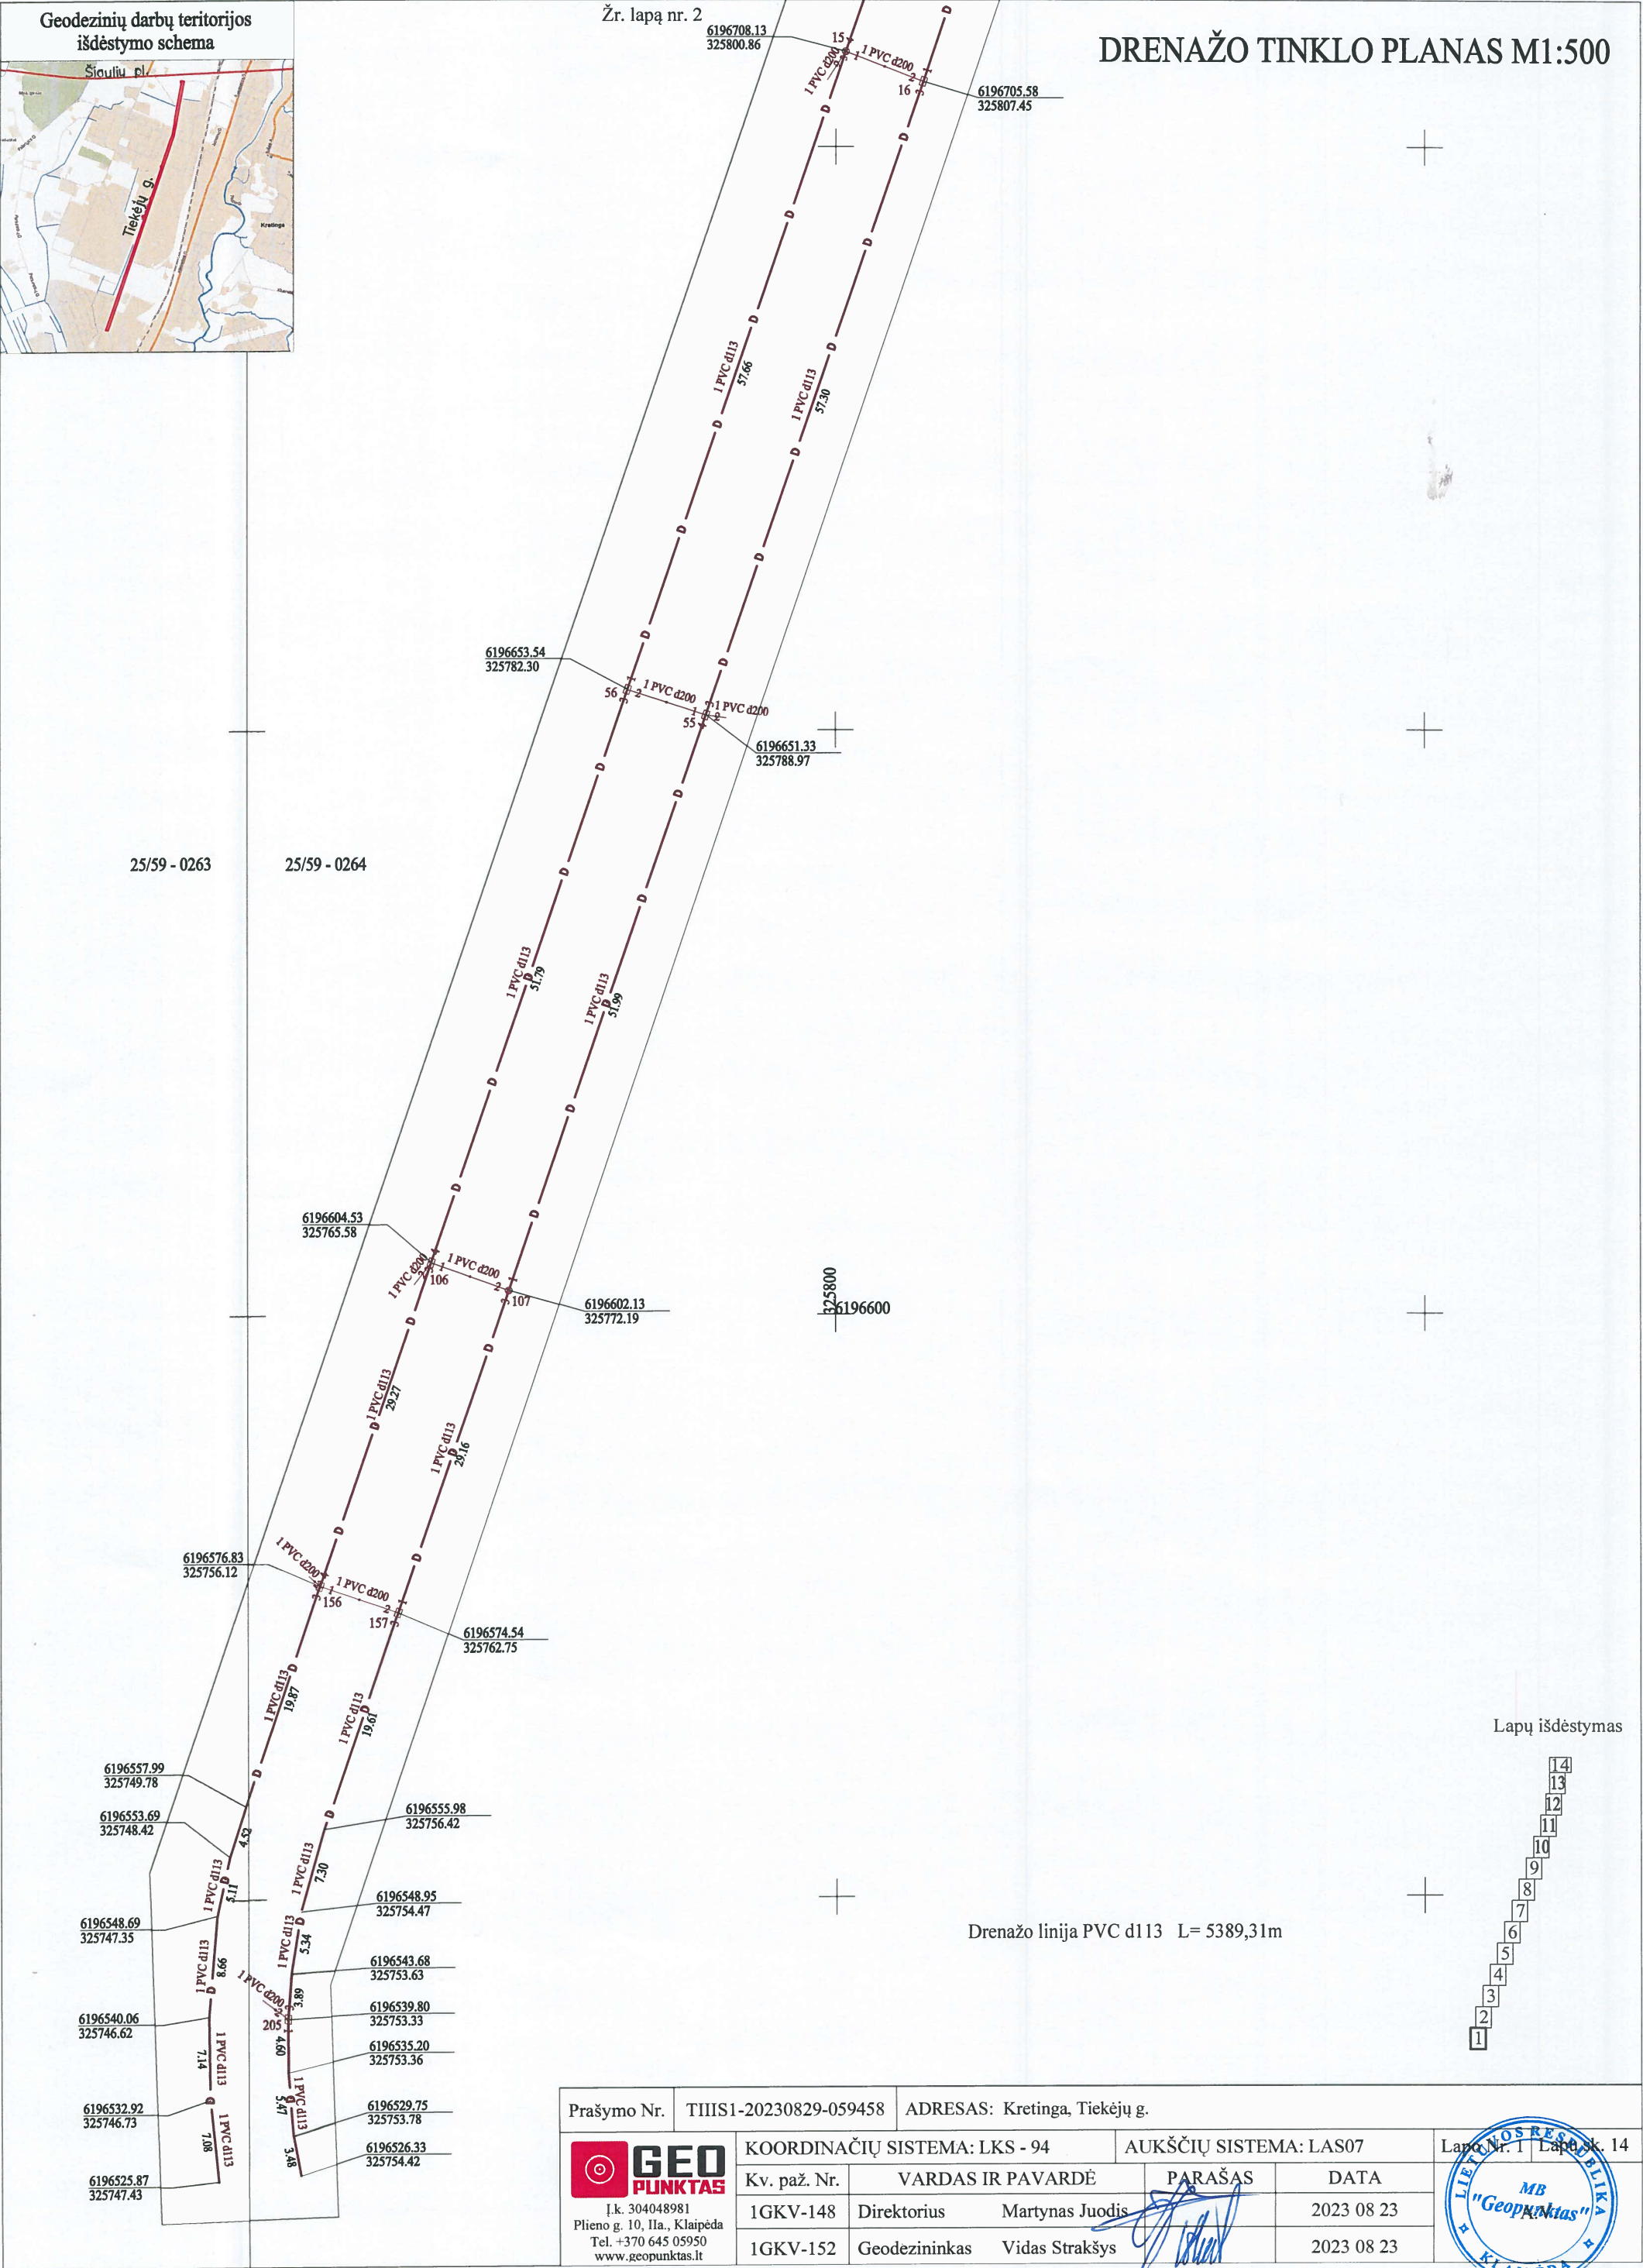 Geodezinių darbų teritorijos
išdėstymo schema
Šiaulių pl.
Tiekėjų g.
Kretinga
Žr. lapą nr. 2
DRENAŽO TINKLO PLANAS M1:500
6196708.13
325800.86
15
1 PVC d200
1 PVC d200
16
6196705.58
325807.45
1 PVC d113
57.66
1 PVC d113
57.30
6196653.54
325782.30
56
1 PVC d200
1 PVC d200
55
6196651.33
325788.97
25/59 - 0263
25/59 - 0264
1 PVC d113
51.79
1 PVC d113
51.99
6196604.53
325765.58
1 PVC d200
1 PVC d200
106
107
6196602.13
325772.19
325800
6196600
1 PVC d113
29.27
1 PVC d113
29.16
6196576.83
325756.12
1 PVC d200
1 PVC d200
156
157
6196574.54
325762.75
1 PVC d113
19.87
1 PVC d113
19.61
6196557.99
325749.78
6196553.69
325748.42
4.52
6196555.98
325756.42
1 PVC d113
7.30
1 PVC d113
5.11
6196548.95
325754.47
6196548.69
325747.35
1 PVC d113
5.34
1 PVC d113
8.66
6196543.68
325753.63
1 PVC d200
3.89
6196539.80
325753.33
205
6196540.06
325746.62
4.60
6196535.20
325753.36
1 PVC d113
7.14
1 PVC d113
5.47
6196529.75
325753.78
6196532.92
325746.73
1 PVC d113
7.08
3.48
6196526.33
325754.42
6196525.87
325747.43
Drenažo linija PVC d113 L= 5389,31m
Lapų išdėstymas
14
13
12
11
10
9
8
7
6
5
4
3
2
1
Prašymo Nr. TIIIS1-20230829-059458 ADRESAS: Kretinga, Tiekėjų g.
GEO
PUNKTAS
Į.k. 304048981
Plieno g. 10, IIa., Klaipėda
Tel. +370 645 05950
www.geopunktas.lt
KOORDINAČIŲ SISTEMA: LKS - 94 AUKŠČIŲ SISTEMA: LAS07 Lapo Nr. 1 Lapų sk. 14
Kv. paž. Nr. VARDAS IR PAVARDĖ PARAŠAS DATA
1GKV-148 Direktorius Martynas Juodis 2023 08 23
1GKV-152 Geodezininkas Vidas Strakšys 2023 08 23
LIETUVOS RESPUBLIKA
MB
"Geopunktas"
A.V.